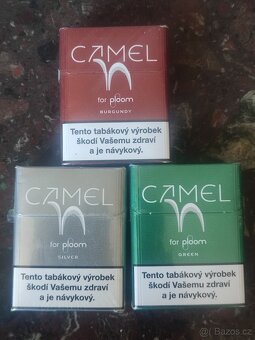 CAMEL
for ploom
BURGUNDY
Tento tabákový výrobek
škodí Vašemu zdraví
a je návykový.
CAMEL
for ploom
SILVER
Tento tabákový výrobek
škodí Vašemu zdraví
a je návykový.
CAMEL
for ploom
GREEN
Tento tabákový výrobek
škodí Vašemu zdraví
a je návykový.
Bazos.cz